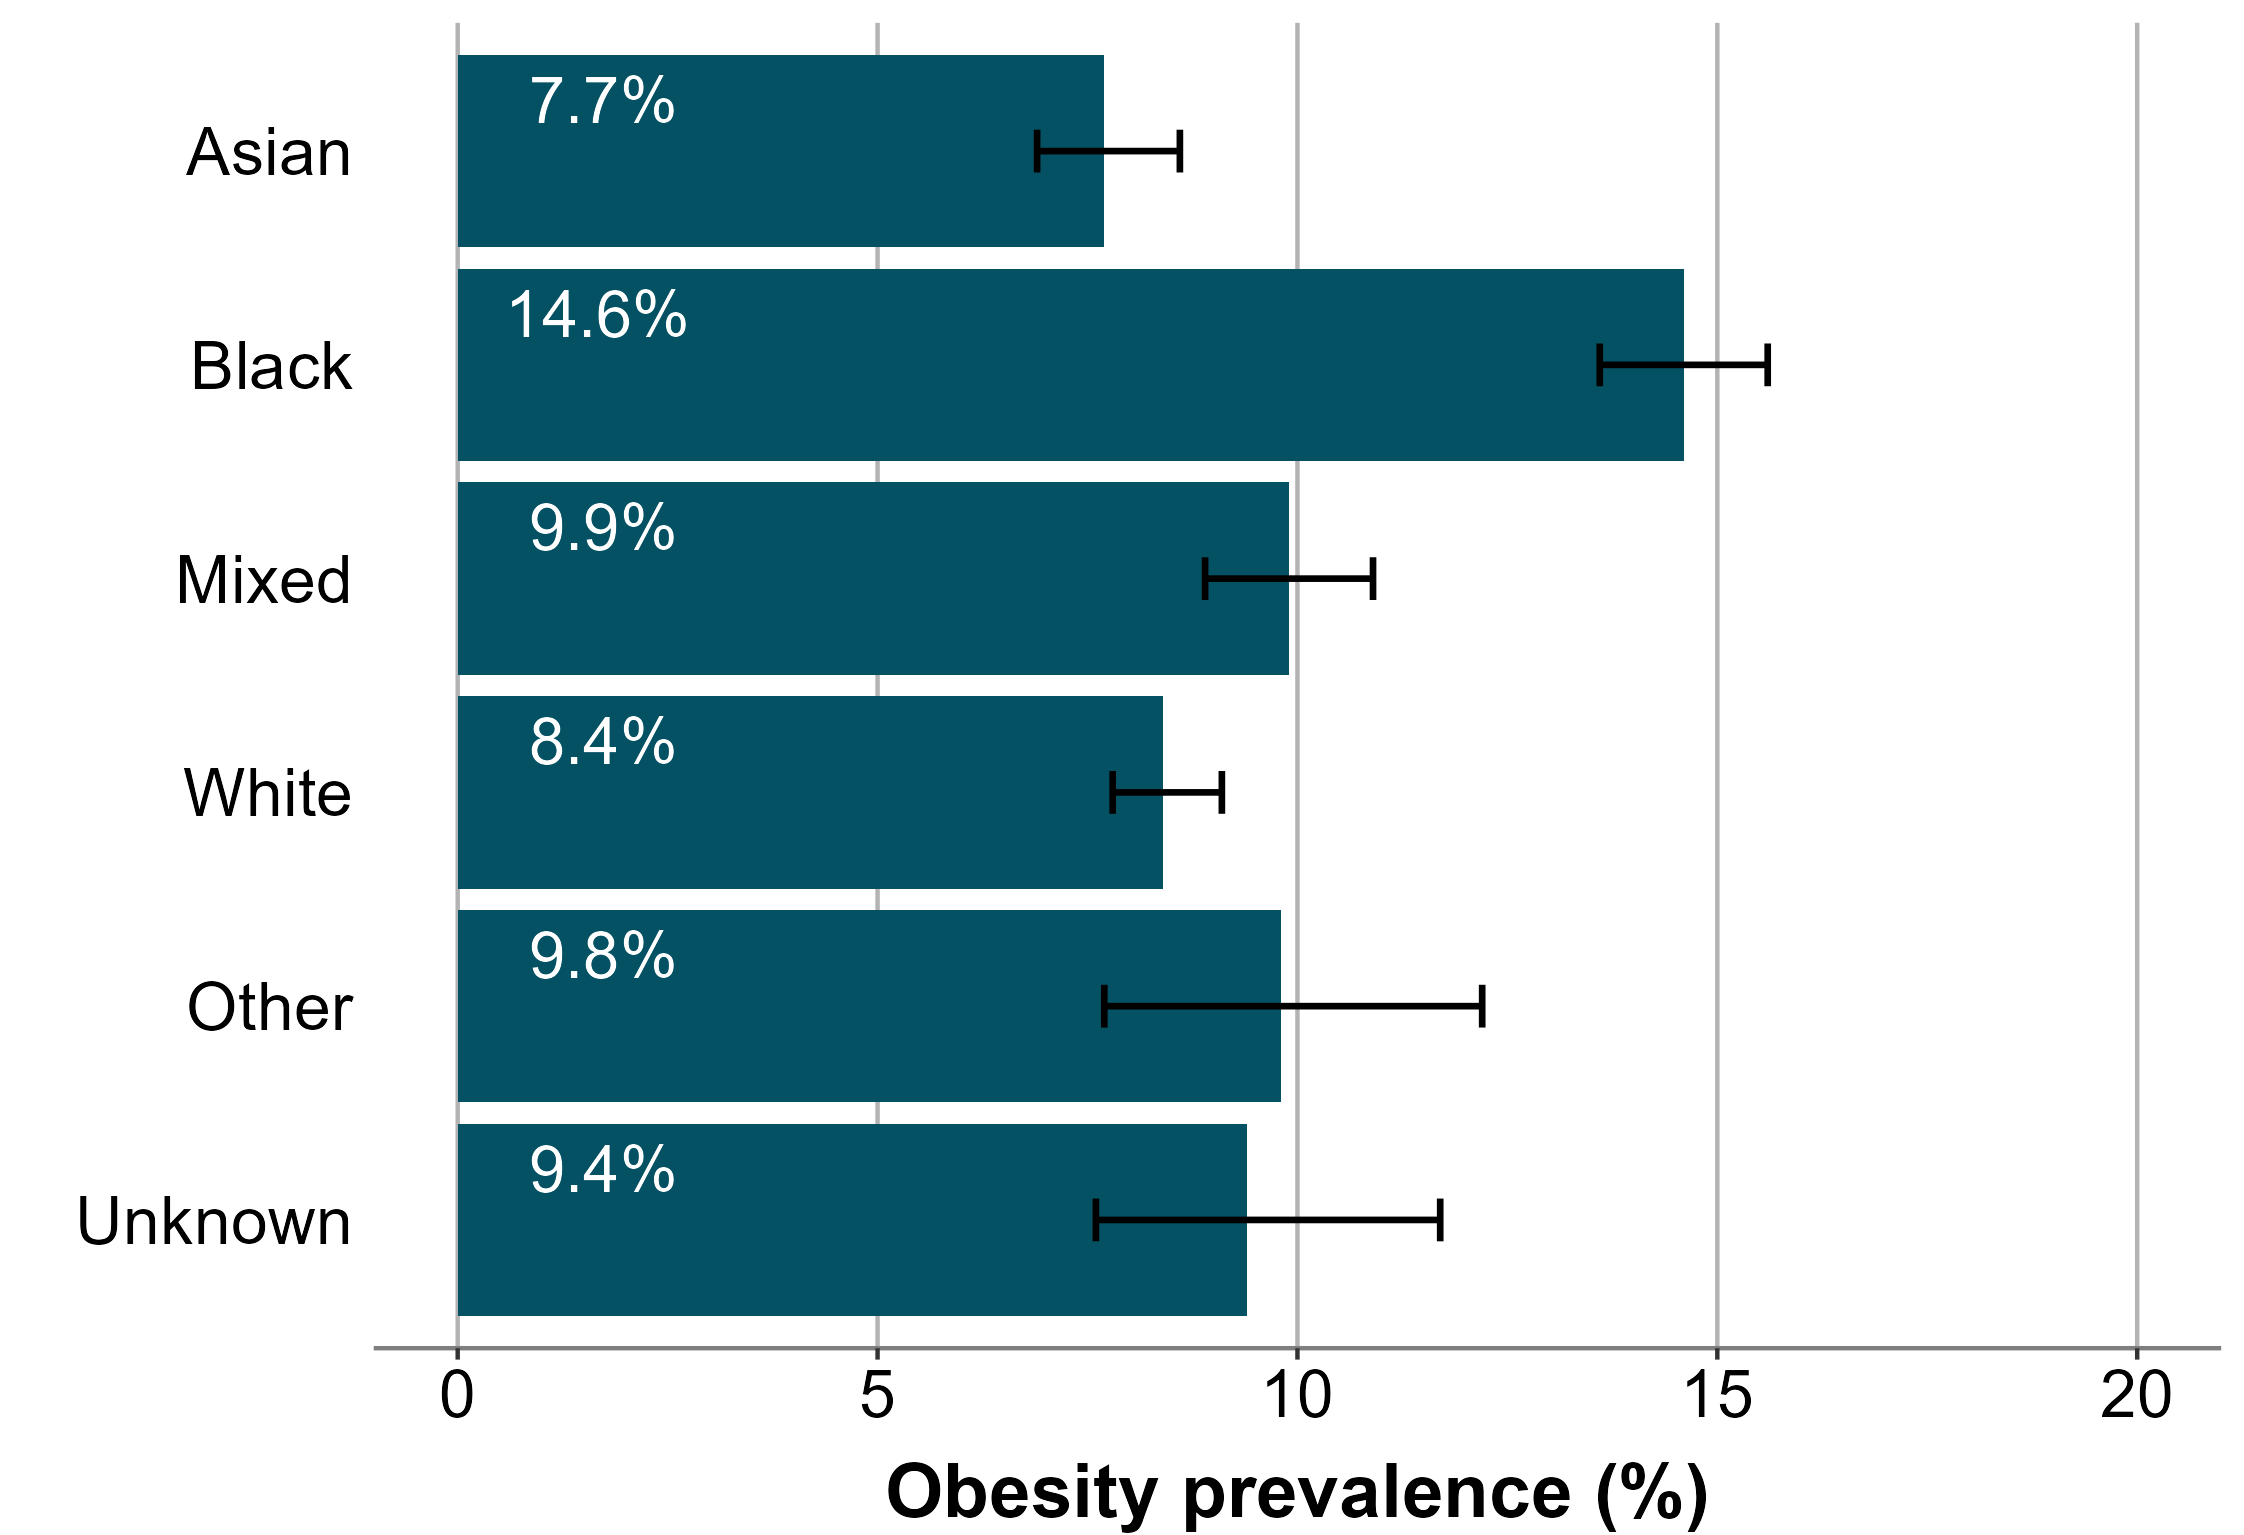 Asian 7.7%
Black 14.6%
Mixed 9.9%
White 8.4%
Other 9.8%
Unknown 9.4%
0 5 10 15 20
Obesity prevalence (%)